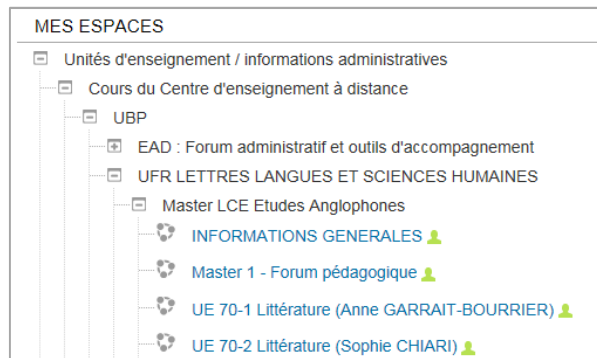 MES ESPACES
Unités d'enseignement / informations administratives
Cours du Centre d'enseignement à distance
UBP
EAD : Forum administratif et outils d'accompagnement
UFR LETTRES LANGUES ET SCIENCES HUMAINES
Master LCE Etudes Anglophones
INFORMATIONS GENERALES
Master 1 - Forum pédagogique
UE 70-1 Littérature (Anne GARRAIT-BOURRIER)
UE 70-2 Littérature (Sophie CHIARI)